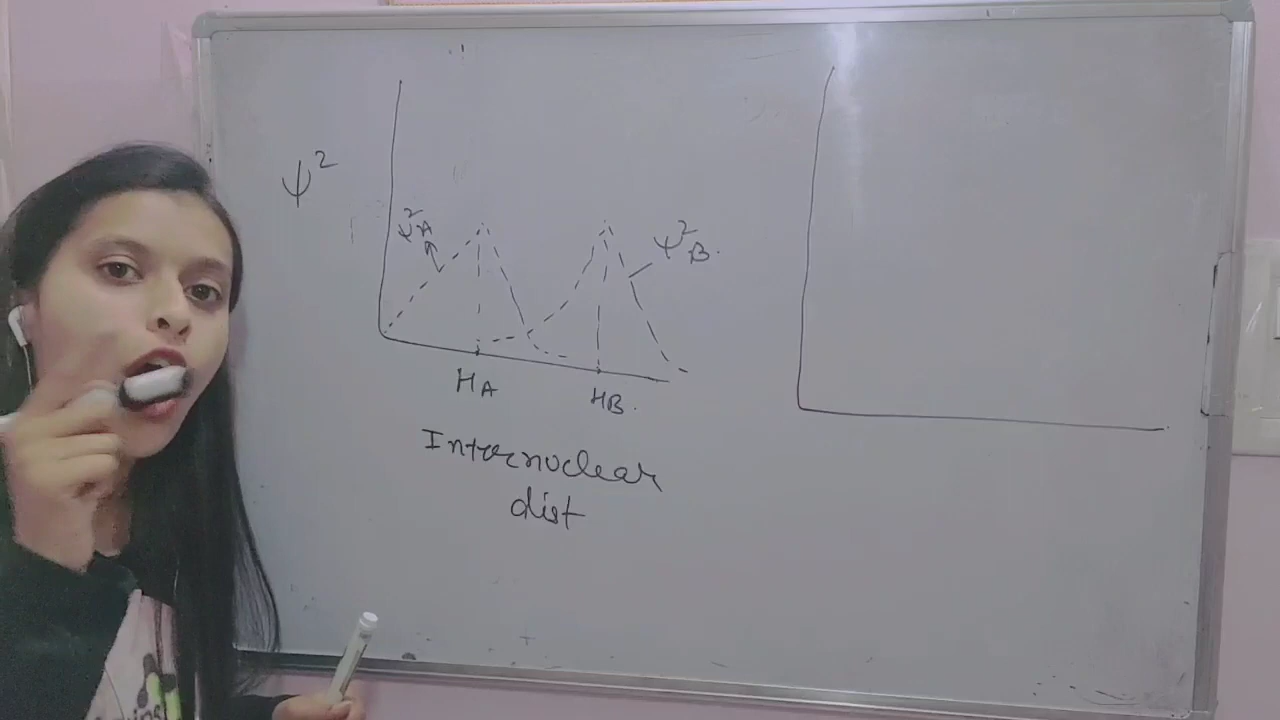 ψ²
ψ²A
ψ²B.
HA
HB.
Internuclear
dist